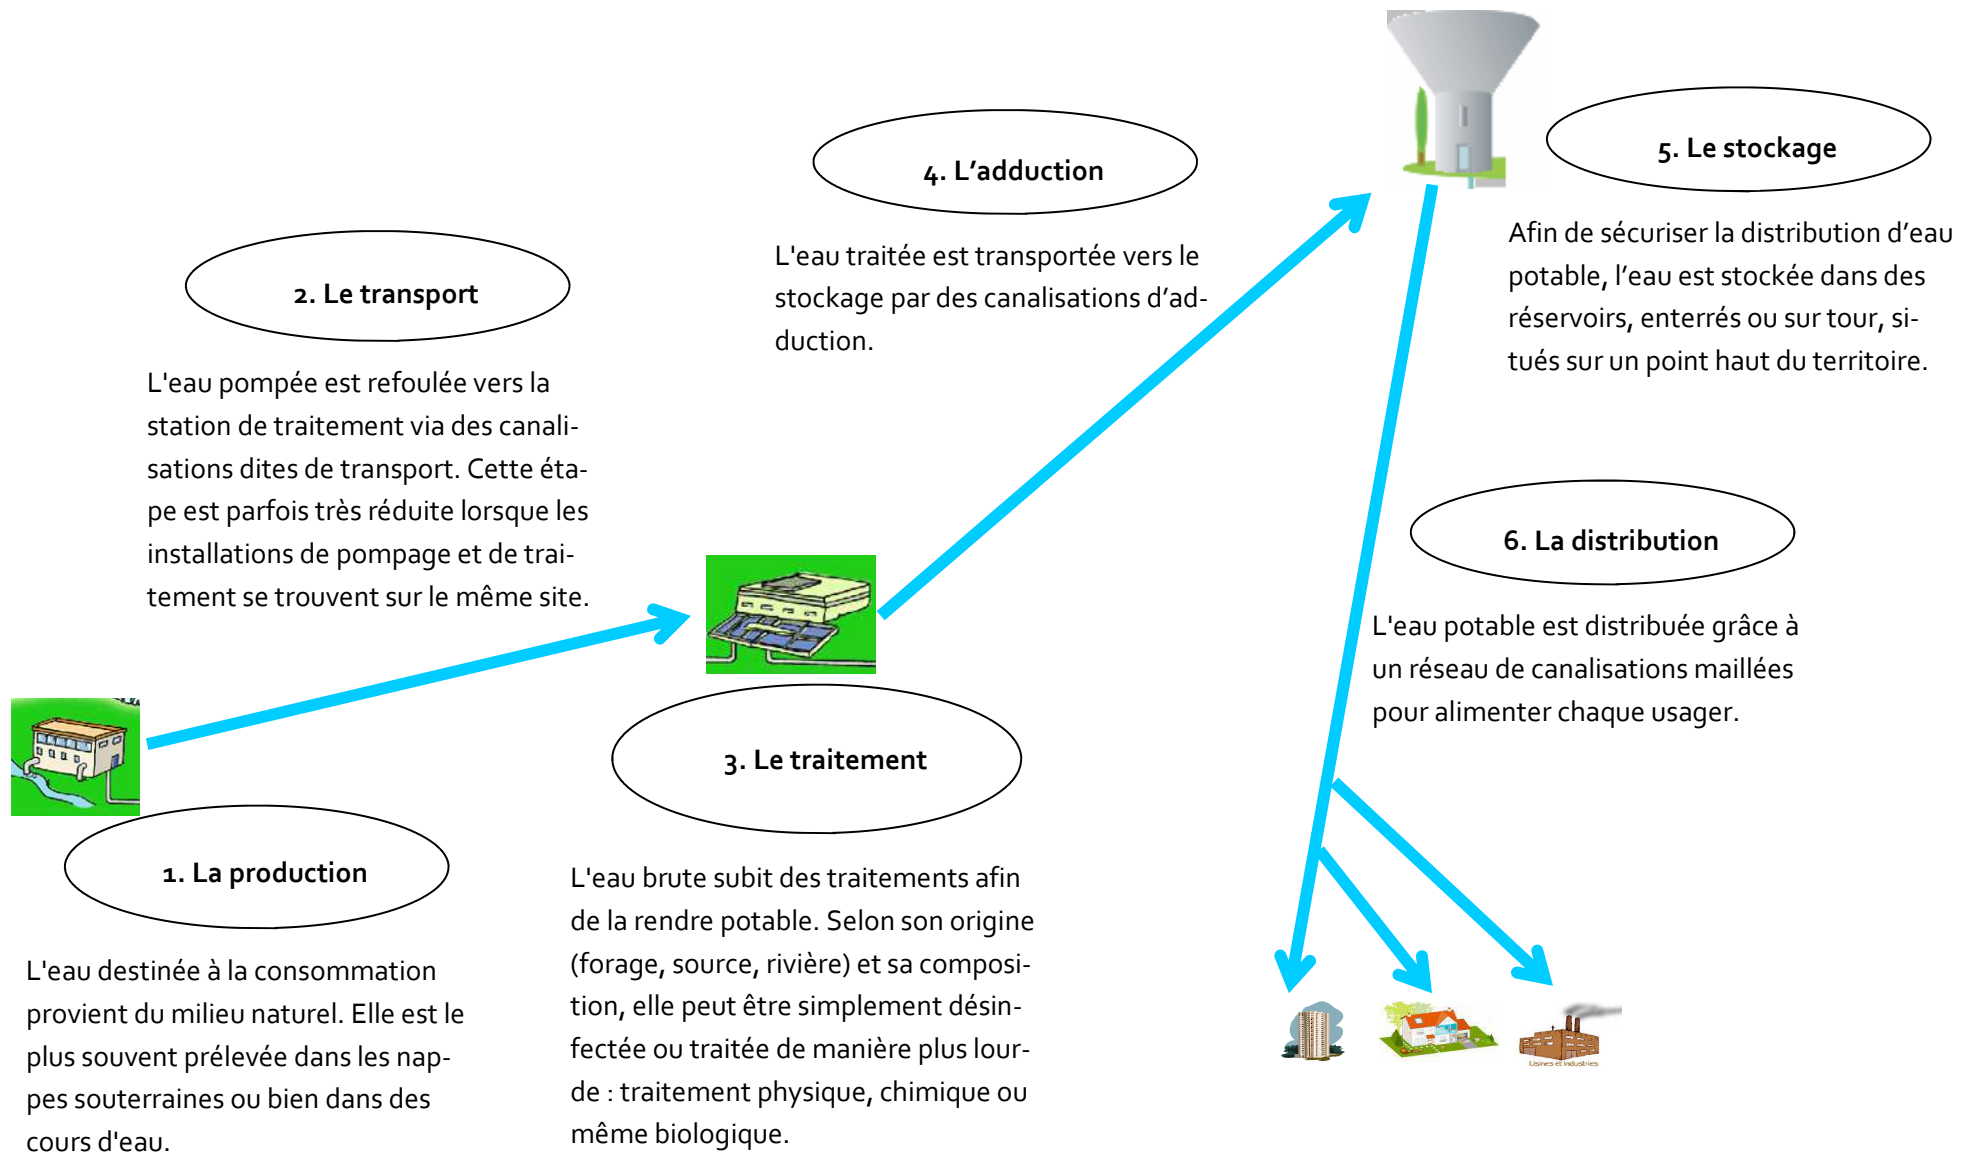 1. La production
L'eau destinée à la consommation
provient du milieu naturel. Elle est le
plus souvent prélevée dans les nap-
pes souterraines ou bien dans des
cours d'eau.
2. Le transport
L'eau pompée est refoulée vers la
station de traitement via des canali-
sations dites de transport. Cette éta-
pe est parfois très réduite lorsque les
installations de pompage et de trai-
tement se trouvent sur le même site.
3. Le traitement
L'eau brute subit des traitements afin
de la rendre potable. Selon son origine
(forage, source, rivière) et sa composi-
tion, elle peut être simplement désin-
fectée ou traitée de manière plus lour-
de : traitement physique, chimique ou
même biologique.
4. L’adduction
L'eau traitée est transportée vers le
stockage par des canalisations d’ad-
duction.
5. Le stockage
Afin de sécuriser la distribution d’eau
potable, l’eau est stockée dans des
réservoirs, enterrés ou sur tour, si-
tués sur un point haut du territoire.
6. La distribution
L'eau potable est distribuée grâce à
un réseau de canalisations maillées
pour alimenter chaque usager.
Usines et industries